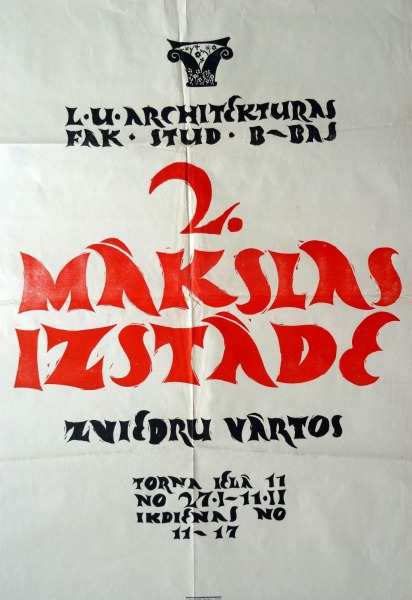 L·U·ARCHITEKTURAS
FAK·STUD·B-BAS
2.
MĀKSLAS
IZSTĀDE
ZVIEDRU VĀRTOS
TORŅA IELĀ 11
NO 27·I-11·II
IKDIENAS NO
11-17